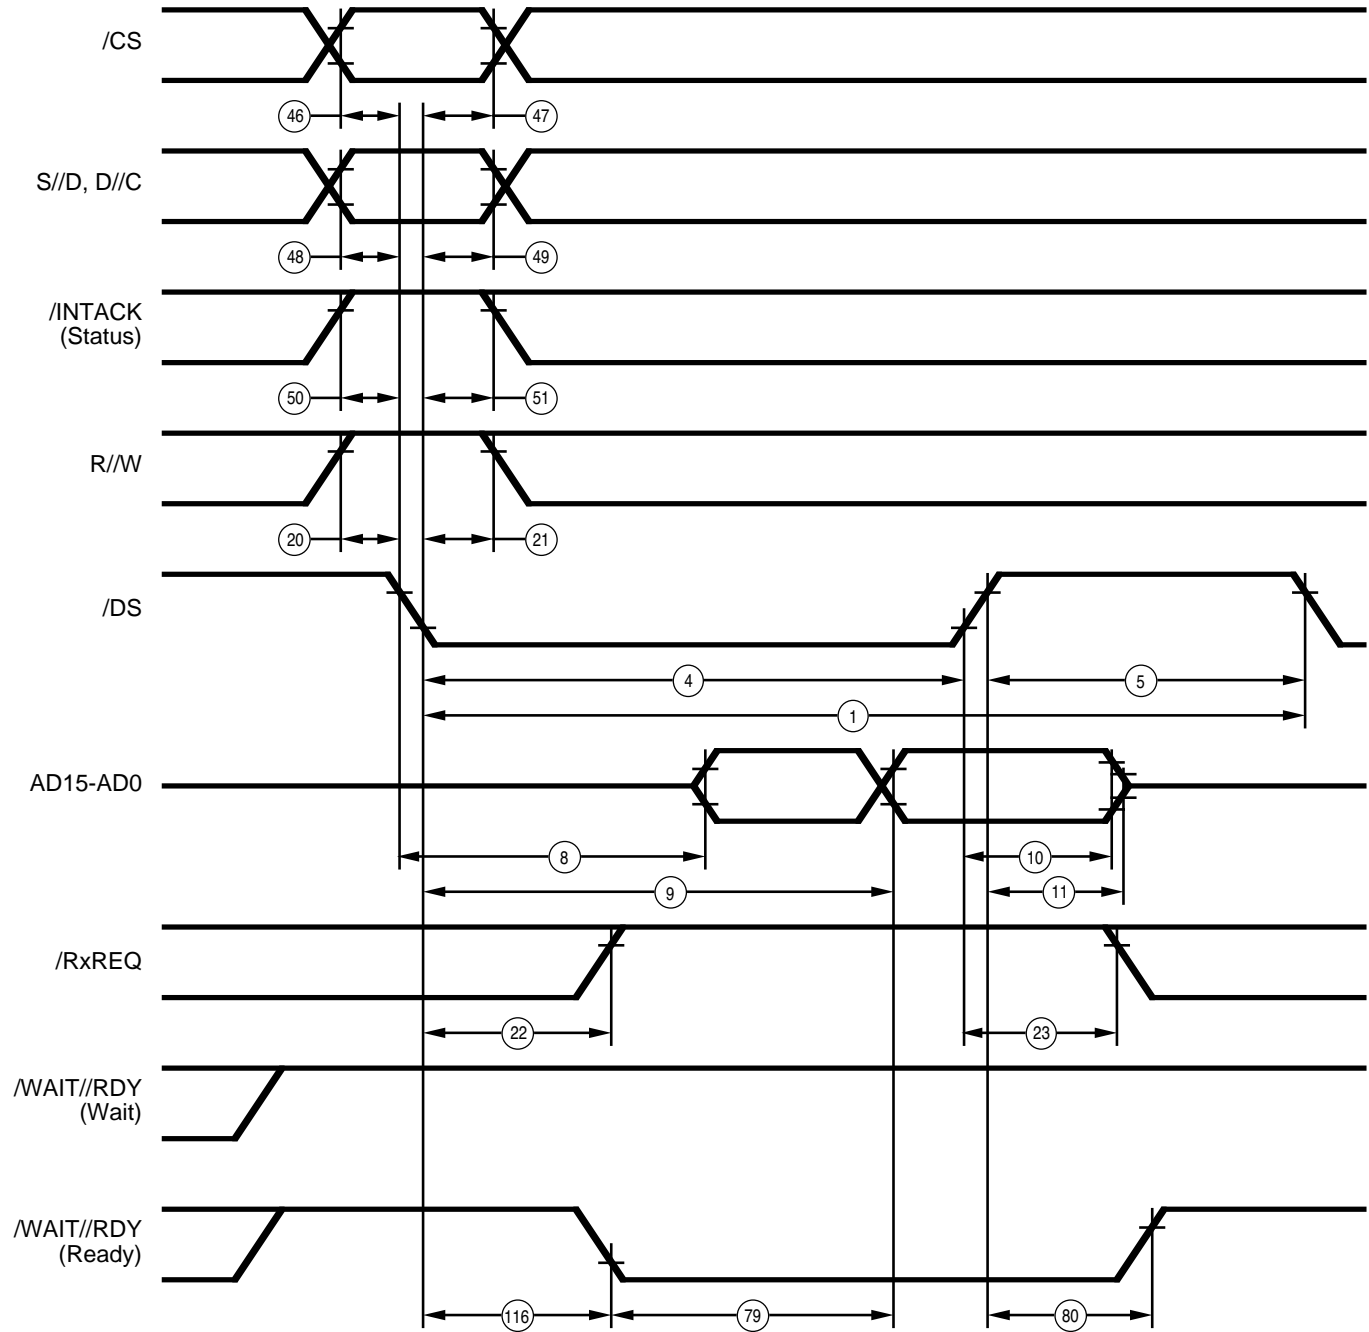 /CS
46
47
S//D, D//C
48
49
/INTACK
(Status)
50
51
R//W
20
21
/DS
4
5
1
AD15-AD0
8
10
9
11
/RxREQ
22
23
/WAIT//RDY
(Wait)
/WAIT//RDY
(Ready)
116
79
80